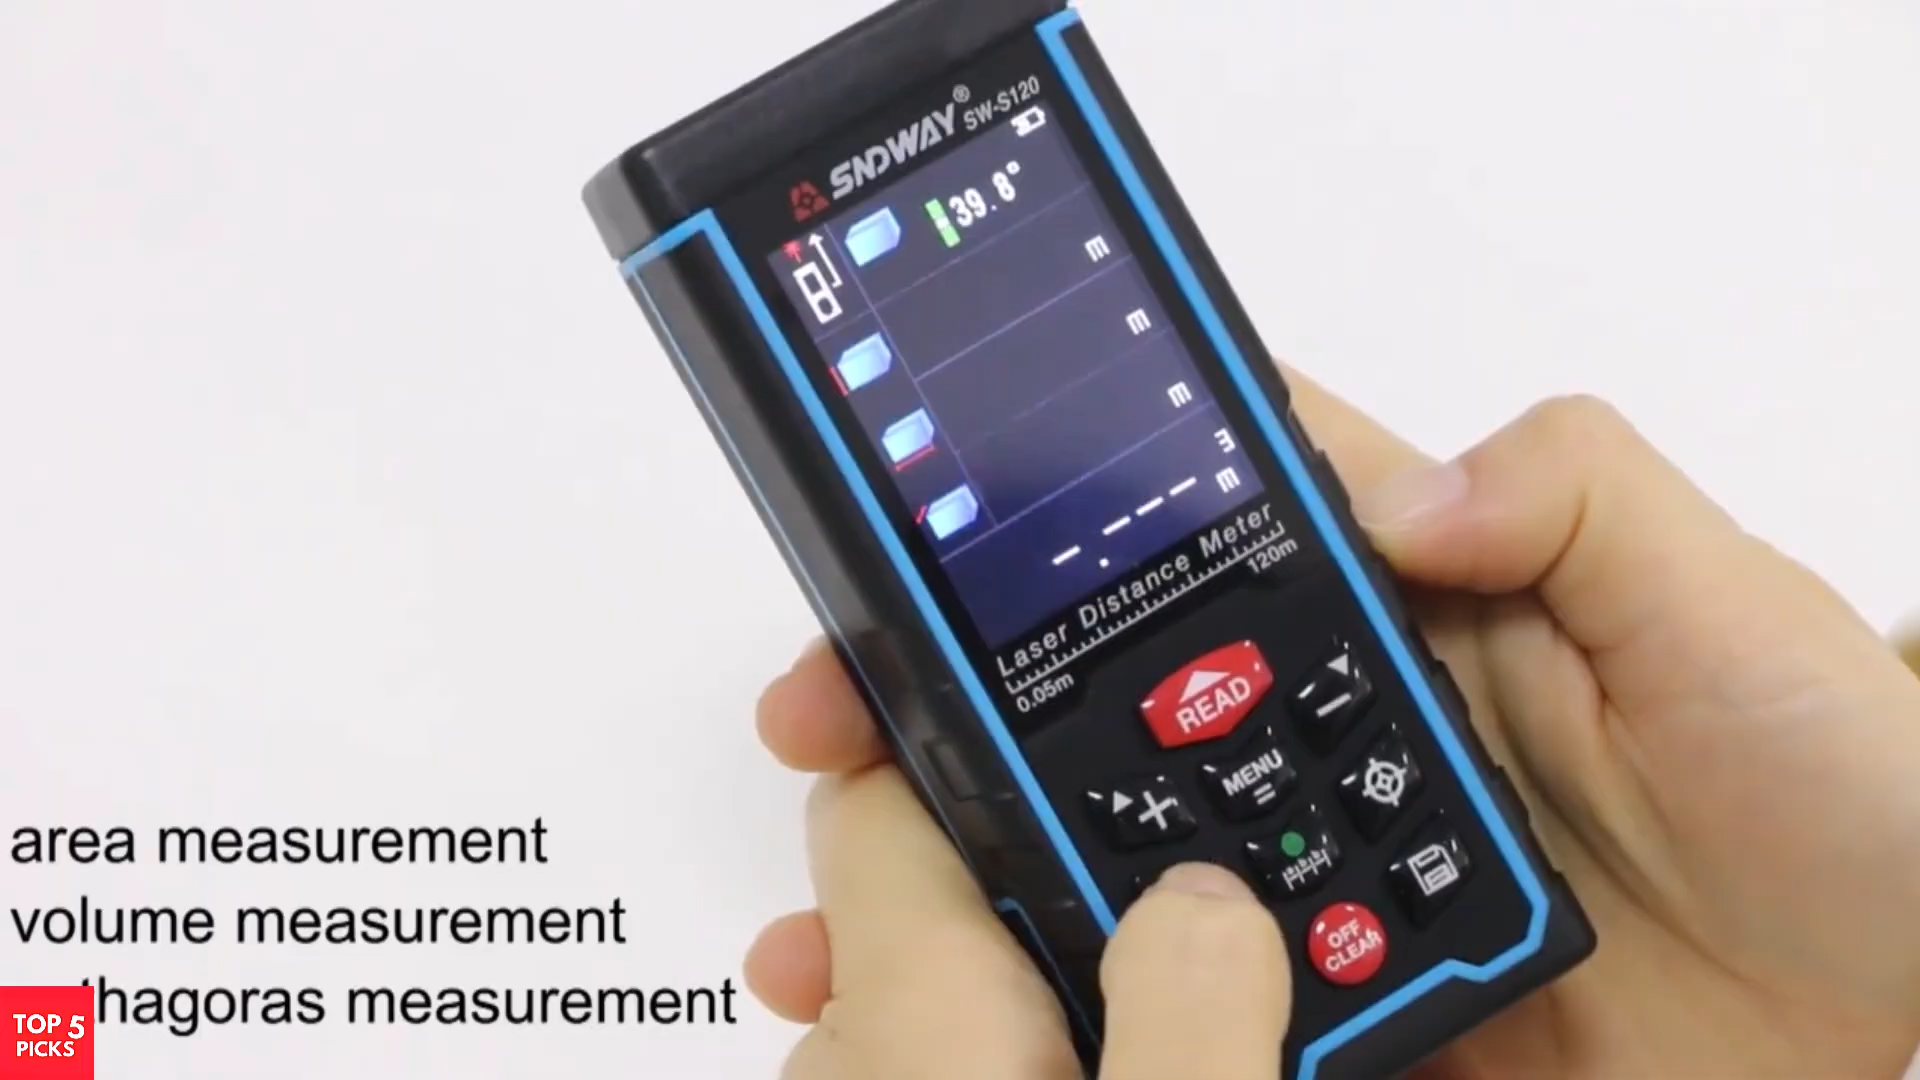 SNDWAY® SW-S120
39.8°
m
m
m
3
m
-.---
Laser Distance Meter
0.05m 120m
READ
MENU
=
+
OFF
CLEAR
area measurement
volume measurement
measurement
TOP 5
PICKS